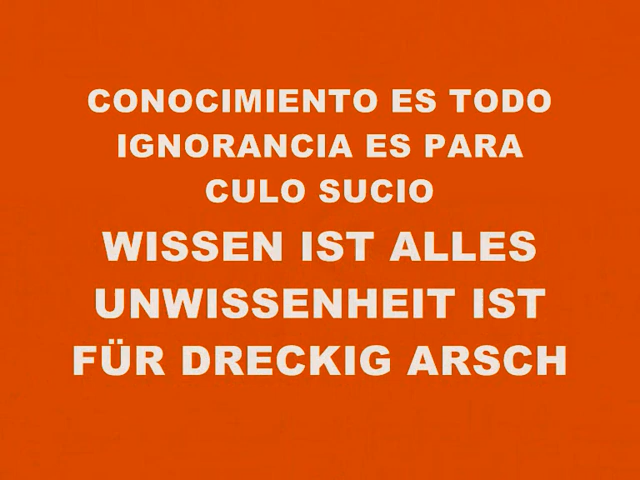 CONOCIMIENTO ES TODO
IGNORANCIA ES PARA
CULO SUCIO
WISSEN IST ALLES
UNWISSENHEIT IST
FÜR DRECKIG ARSCH